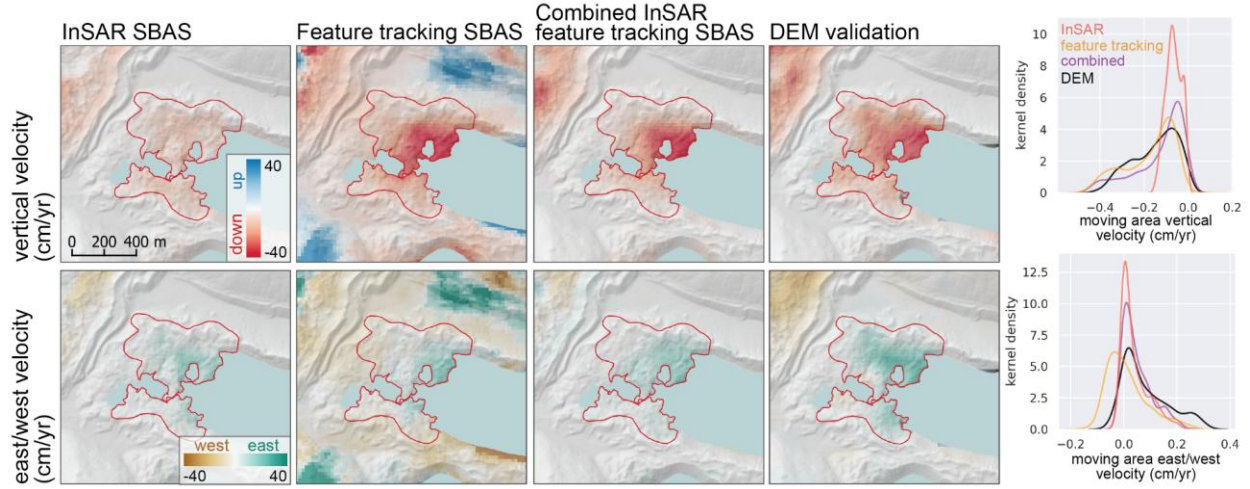 InSAR SBAS
Feature tracking SBAS
Combined InSAR
feature tracking SBAS
DEM validation
vertical velocity
(cm/yr)
0 200 400 m
up
down
40
-40
InSAR
feature tracking
combined
DEM
kernel density
10
8
6
4
2
0
-0.4 -0.2 0.0 0.2
moving area vertical
velocity (cm/yr)
east/west velocity
(cm/yr)
west east
-40 40
kernel density
12.5
10.0
7.5
5.0
2.5
0.0
-0.2 0.0 0.2 0.4
moving area east/west
velocity (cm/yr)